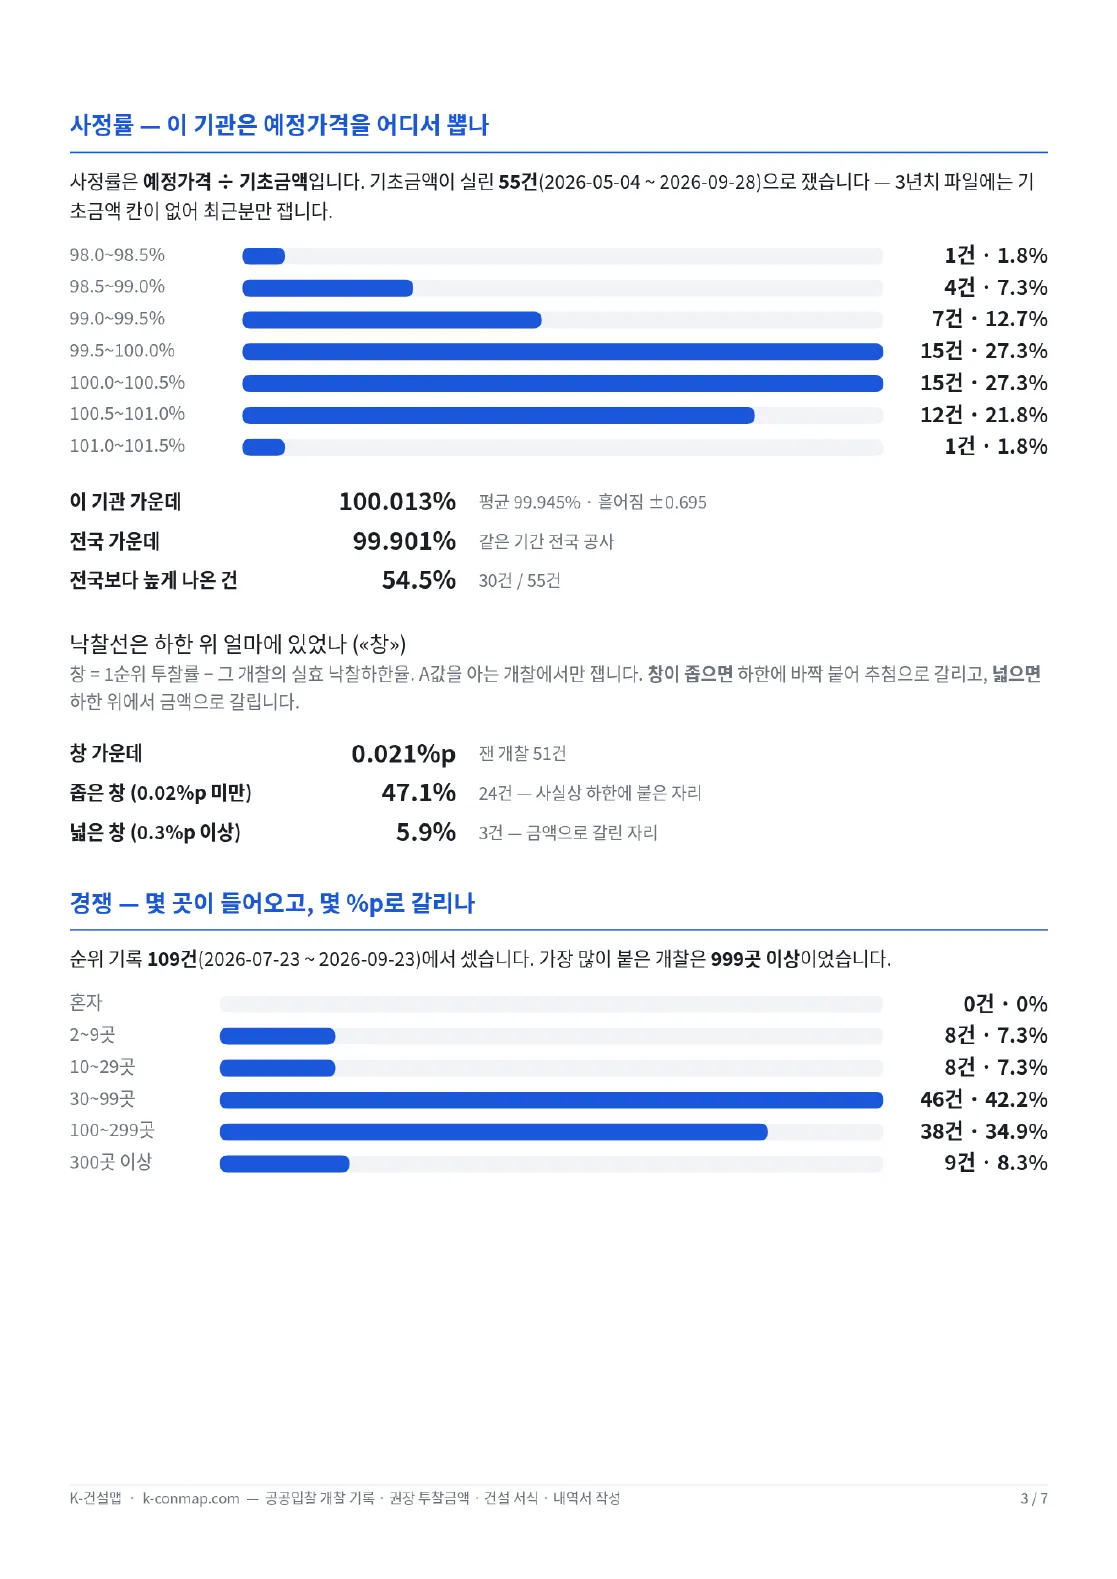 사정률 — 이 기관은 예정가격을 어디서 뽑나
사정률은 예정가격 ÷ 기초금액입니다. 기초금액이 실린 55건(2026-05-04 ~ 2026-09-28)으로 쟀습니다 — 3년치 파일에는 기
초금액 칸이 없어 최근분만 잽니다.
98.0~98.5% 1건 · 1.8%
98.5~99.0% 4건 · 7.3%
99.0~99.5% 7건 · 12.7%
99.5~100.0% 15건 · 27.3%
100.0~100.5% 15건 · 27.3%
100.5~101.0% 12건 · 21.8%
101.0~101.5% 1건 · 1.8%
이 기관 가운데 100.013% 평균 99.945% · 흩어짐 ±0.695
전국 가운데 99.901% 같은 기간 전국 공사
전국보다 높게 나온 건 54.5% 30건 / 55건
낙찰선은 하한 위 얼마에 있었나 («창»)
창 = 1순위 투찰률 − 그 개찰의 실효 낙찰하한율. A값을 아는 개찰에서만 잽니다. 창이 좁으면 하한에 바짝 붙어 추첨으로 갈리고, 넓으면
하한 위에서 금액으로 갈립니다.
창 가운데 0.021%p 잰 개찰 51건
좁은 창 (0.02%p 미만) 47.1% 24건 — 사실상 하한에 붙은 자리
넓은 창 (0.3%p 이상) 5.9% 3건 — 금액으로 갈린 자리
경쟁 — 몇 곳이 들어오고, 몇 %p로 갈리나
순위 기록 109건(2026-07-23 ~ 2026-09-23)에서 셌습니다. 가장 많이 붙은 개찰은 999곳 이상이었습니다.
혼자 0건 · 0%
2~9곳 8건 · 7.3%
10~29곳 8건 · 7.3%
30~99곳 46건 · 42.2%
100~299곳 38건 · 34.9%
300곳 이상 9건 · 8.3%
K-건설맵 · k-conmap.com — 공공입찰 개찰 기록 · 권장 투찰금액 · 건설 서식 · 내역서 작성 3 / 7